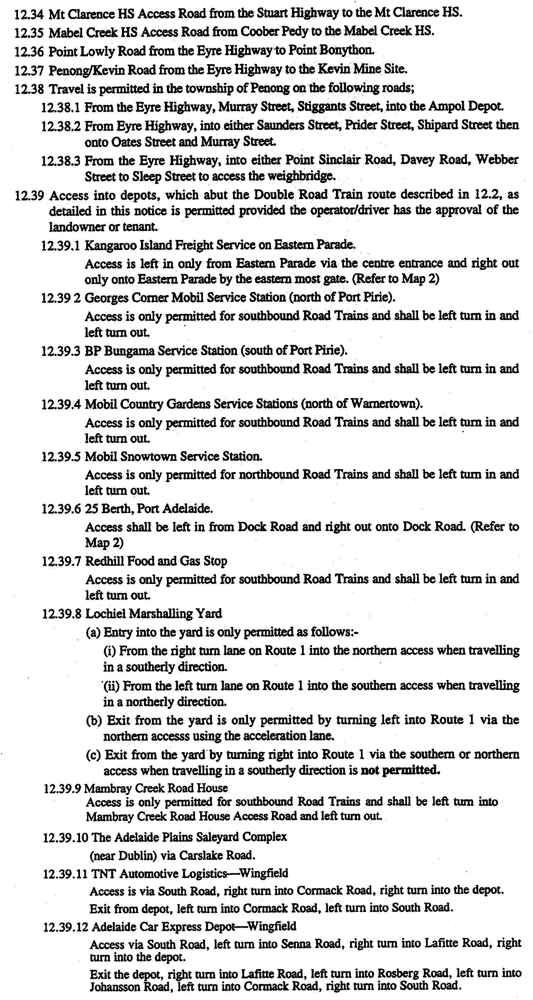 12.34 Mt Clarence HS Access Road from the Stuart Highway to the Mt Clarence HS.
12.35 Mabel Creek HS Access Road from Coober Pedy to the Mabel Creek HS.
12.36 Point Lowly Road from the Eyre Highway to Point Bonython.
12.37 Penong/Kevin Road from the Eyre Highway to the Kevin Mine Site.
12.38 Travel is permitted in the township of Penong on the following roads;
12.38.1 From the Eyre Highway, Murray Street, Stiggants Street, into the Ampol Depot.
12.38.2 From Eyre Highway, into either Saunders Street, Prider Street, Shipard Street then
onto Oates Street and Murray Street.
12.38.3 From the Eyre Highway, into either Point Sinclair Road, Davey Road, Webber
Street to Sleep Street to access the weighbridge.
12.39 Access into depots, which abut the Double Road Train route described in 12.2, as
detailed in this notice is permitted provided the operator/driver has the approval of the
landowner or tenant.
12.39.1 Kangaroo Island Freight Service on Eastern Parade.
Access is left in only from Eastern Parade via the centre entrance and right out
only onto Eastern Parade by the eastern most gate. (Refer to Map 2)
12.39 2 Georges Corner Mobil Service Station (north of Port Pirie).
Access is only permitted for southbound Road Trains and shall be left turn in and
left turn out.
12.39.3 BP Bungama Service Station (south of Port Pirie).
Access is only permitted for southbound Road Trains and shall be left turn in and
left turn out.
12.39.4 Mobil Country Gardens Service Stations (north of Warnertown).
Access is only permitted for southbound Road Trains and shall be left turn in and
left turn out.
12.39.5 Mobil Snowtown Service Station.
Access is only permitted for northbound Road Trains and shall be left turn in and
left turn out.
12.39.6 25 Berth, Port Adelaide.
Access shall be left in from Dock Road and right out onto Dock Road. (Refer to
Map 2)
12.39.7 Redhill Food and Gas Stop
Access is only permitted for southbound Road Trains and shall be left turn in and
left turn out.
12.39.8 Lochiel Marshalling Yard
(a) Entry into the yard is only permitted as follows:-
(i) From the right turn lane on Route 1 into the northern access when travelling
in a southerly direction.
(ii) From the left turn lane on Route 1 into the southern access when travelling
in a northerly direction.
(b) Exit from the yard is only permitted by turning left into Route 1 via the
northern accesss using the acceleration lane.
(c) Exit from the yard by turning right into Route 1 via the southern or northern
access when travelling in a southerly direction is not permitted.
12.39.9 Mambray Creek Road House
Access is only permitted for southbound Road Trains and shall be left turn into
Mambray Creek Road House Access Road and left turn out.
12.39.10 The Adelaide Plains Saleyard Complex
(near Dublin) via Carslake Road.
12.39.11 TNT Automotive Logistics—Wingfield
Access is via South Road, right turn into Cormack Road, right turn into the depot.
Exit from depot, left turn into Cormack Road, left turn into South Road.
12.39.12 Adelaide Car Express Depot—Wingfield
Access via South Road, left turn into Senna Road, right turn into Lafitte Road, right
turn into the depot.
Exit the depot, right turn into Lafitte Road, left turn into Rosberg Road, left turn into
Johansson Road, left turn into Cormack Road, right turn into South Road.